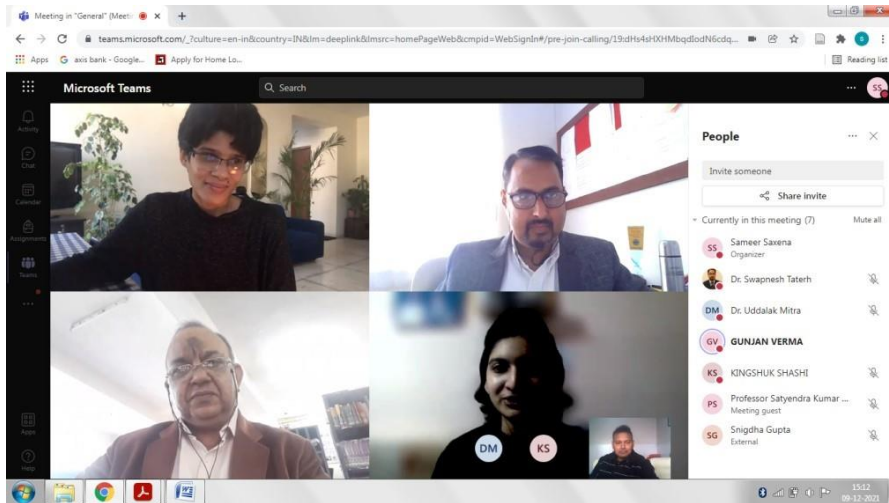 Meeting in "General" (Meeti
teams.microsoft.com/_?culture=en-in&country=IN&lm=deeplink&lmsrc=homePageWeb&cmpid=WebSignIn#/pre-join-calling/19:dHs4sHXHMbqdIodN6cdq...
Apps
axis bank - Google...
Apply for Home Lo...
Reading list
Microsoft Teams
Search
SS
Activity
Chat
Calendar
Assignments
Teams
Apps
Help
DM
KS
People
Invite someone
Share invite
Currently in this meeting (7)
Mute all
SS
Sameer Saxena
Organizer
Dr. Swapnesh Taterh
DM
Dr. Uddalak Mitra
GV
GUNJAN VERMA
KS
KINGSHUK SHASHI
PS
Professor Satyendra Kumar ...
Meeting guest
SG
Snigdha Gupta
External
15:12
09-12-2021